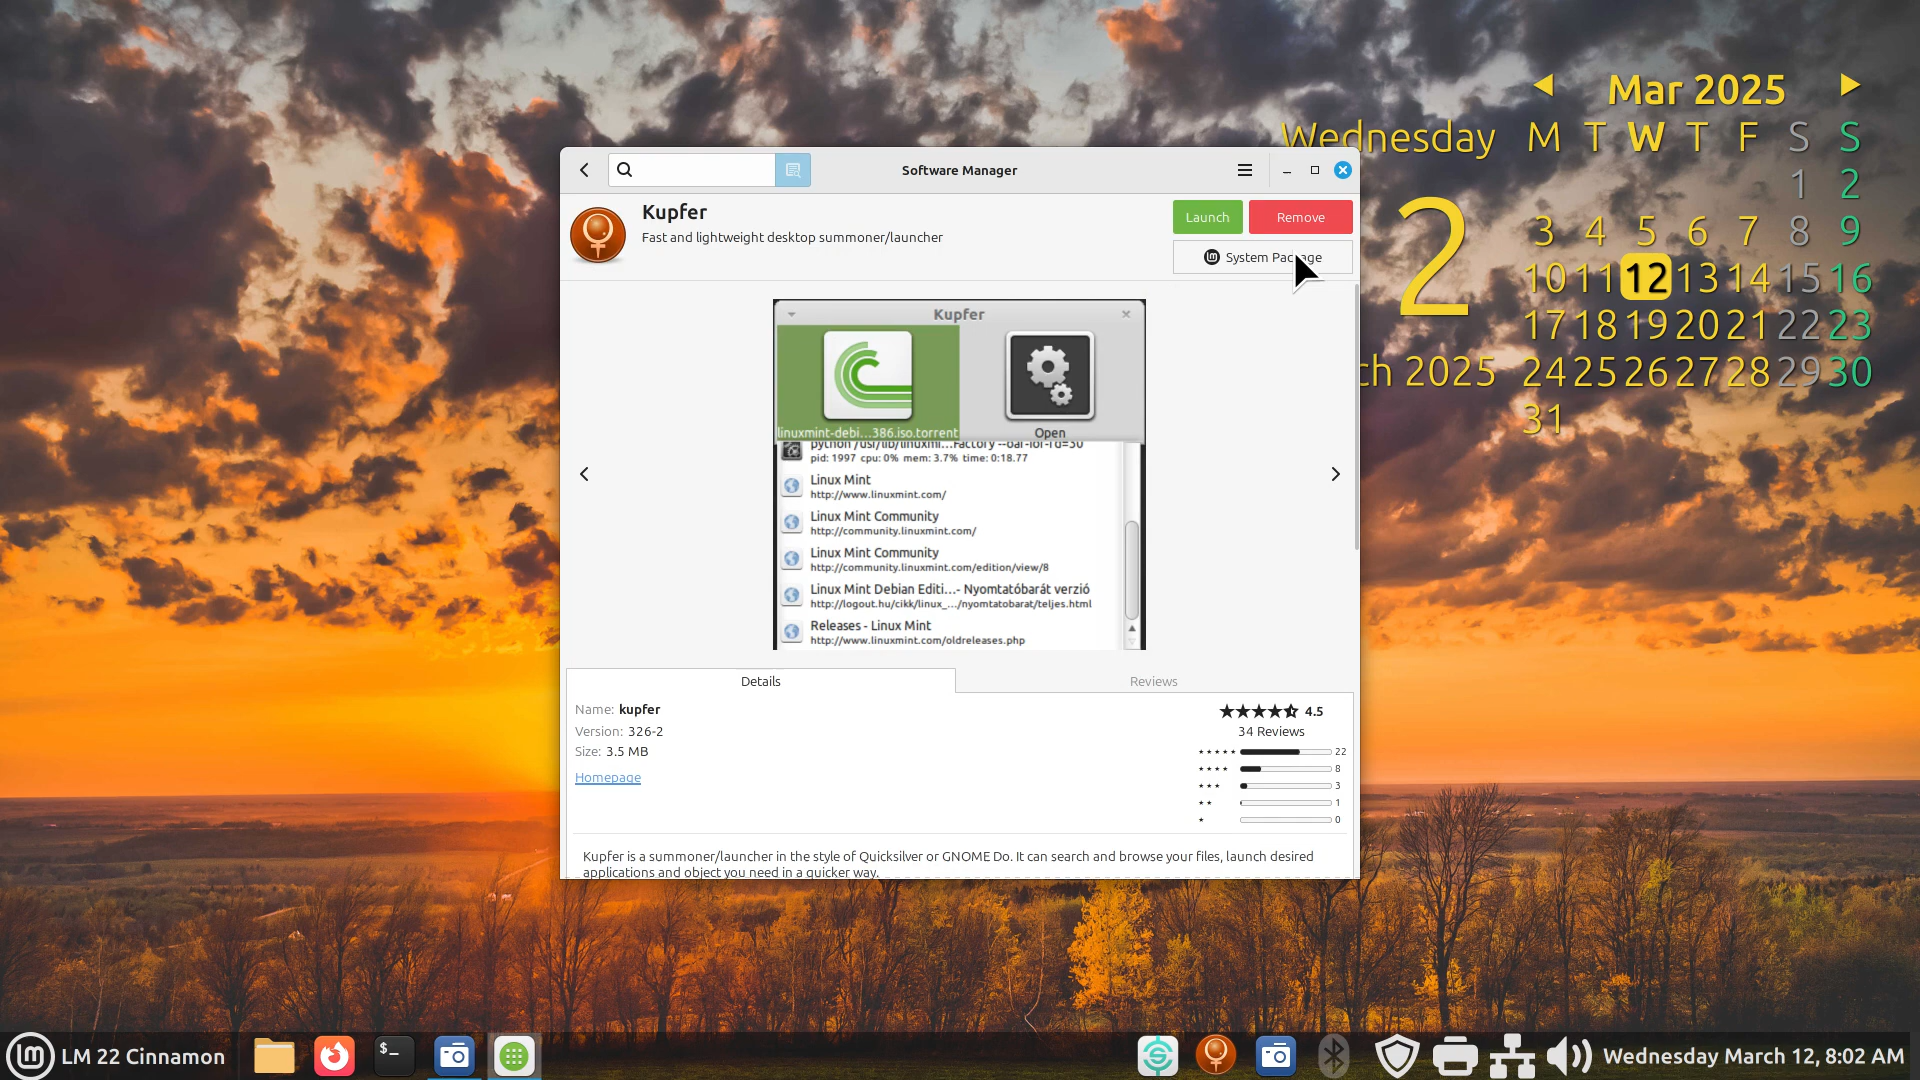 Mar 2025
Wednesday
M T W T F S S
1 2
3 4 5 6 7 8 9
10 11 12 13 14 15 16
17 18 19 20 21 22 23
24 25 26 27 28 29 30
31
2
ch 2025
Software Manager
Kupfer
Fast and lightweight desktop summoner/launcher
Launch
Remove
System Package
Kupfer
linuxmint-debi...386.iso.torrent
Open
python /usr/lib/linuxmi...Factory --oaf-ior-fd=30
pid: 1997 cpu: 0% mem: 3.7% time: 0:18.77
Linux Mint
http://www.linuxmint.com/
Linux Mint Community
http://community.linuxmint.com/
Linux Mint Community
http://community.linuxmint.com/edition/view/8
Linux Mint Debian Editi...- Nyomtatóbarát verzió
http://logout.hu/cikk/linux_.../nyomtatobarat/teljes.html
Releases - Linux Mint
http://www.linuxmint.com/oldreleases.php
Details
Reviews
Name: kupfer
Version: 326-2
Size: 3.5 MB
Homepage
4.5
34 Reviews
22
8
3
1
0
Kupfer is a summoner/launcher in the style of Quicksilver or GNOME Do. It can search and browse your files, launch desired
applications and object you need in a quicker way.
LM 22 Cinnamon
Wednesday March 12, 8:02 AM